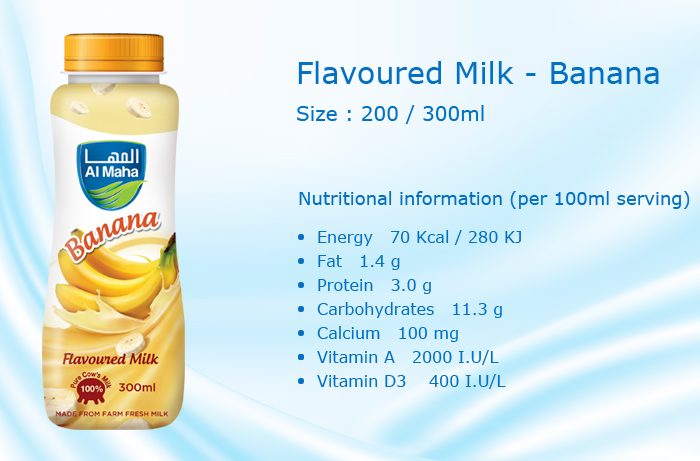 المها
Al Maha
Banana
Flavoured Milk
Pure Cow's Milk
100%
300ml
MADE FROM FARM FRESH MILK
Flavoured Milk - Banana
Size : 200 / 300ml
Nutritional information (per 100ml serving)
Energy 70 Kcal / 280 KJ
Fat 1.4 g
Protein 3.0 g
Carbohydrates 11.3 g
Calcium 100 mg
Vitamin A 2000 I.U/L
Vitamin D3 400 I.U/L